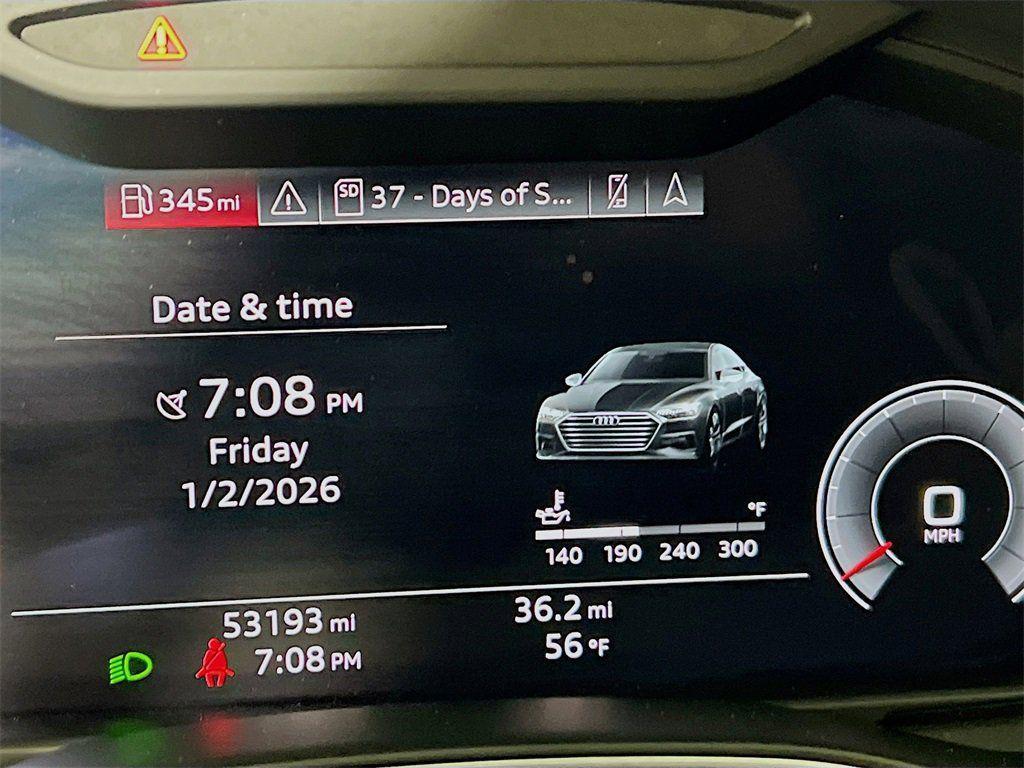 345 mi SD 37 - Days of S...
Date & time
7:08 PM
Friday
1/2/2026
°F
140 190 240 300
0
MPH
53193 mi 36.2 mi
7:08 PM 56 °F